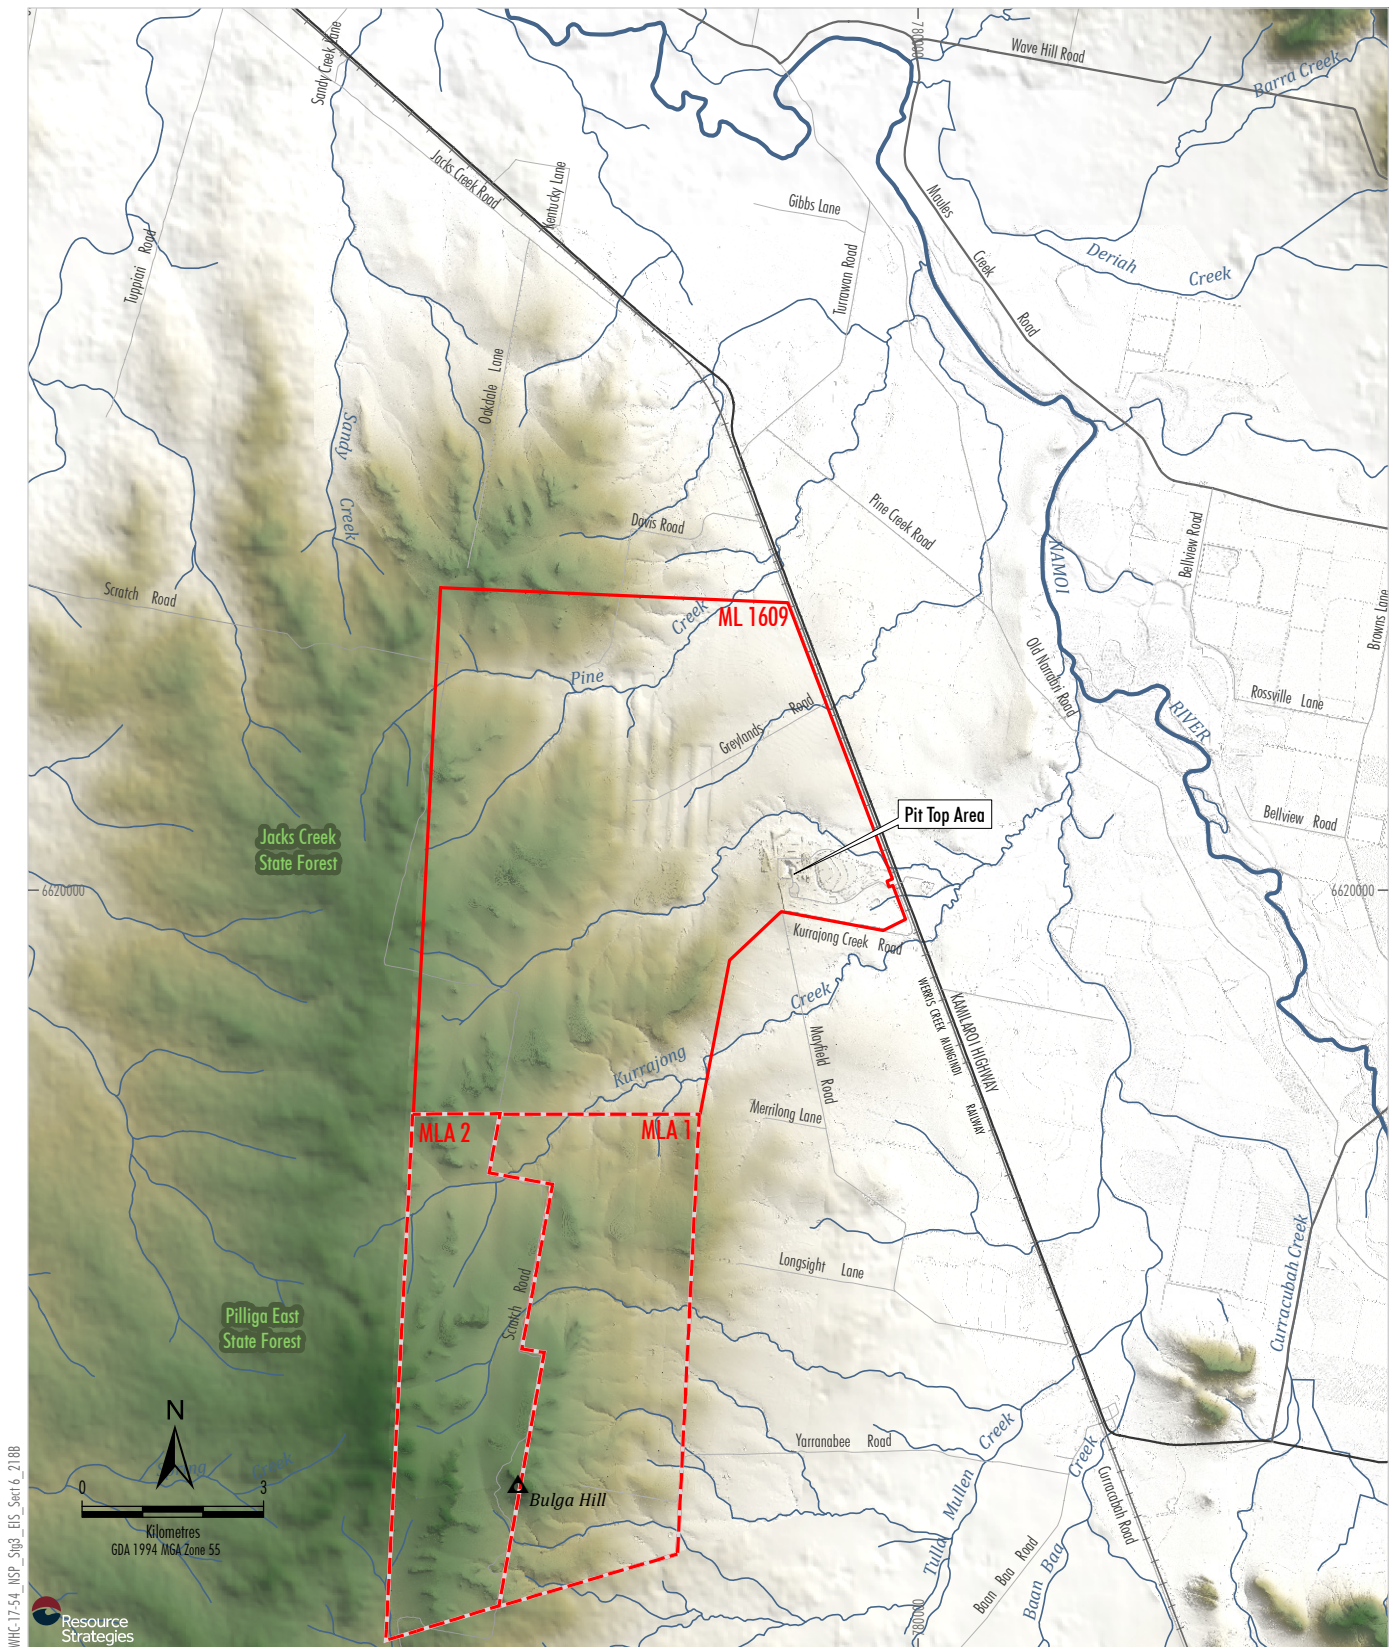 780000
Wave Hill Road
Barra Creek
Sandy Creek Lane
Jacks Creek Road
Kentucky Lane
Gibbs Lane
Maules
Creek
Road
Deriah
Creek
Tuppiari Road
Turrawan Road
Oakdale Lane
Sandy
Creek
Davis Road
Pine Creek Road
NAMOI
Bellview Road
Browns Lane
Scratch Road
Creek
ML 1609
Pine
Old Narrabri Road
RIVER
Rossville Lane
Greylands Road
Pit Top Area
Bellview Road
Jacks Creek
State Forest
6620000
6620000
Kurrajong Creek Road
Creek
WERRIS CREEK MUNGINDI RAILWAY
KAMILAROI HIGHWAY
Mayfield Road
Kurrajong
Merrilong Lane
MLA 2
MLA 1
Longsight Lane
Curracubah Creek
Scratch Road
Pilliga East
State Forest
N
Yarranabee Road
Tulla Mullen Creek
Creek
Baan Baa
Curracabah Road
Bulga Hill
Creek
0
3
Kilometres
GDA 1994 MGA Zone 55
Baan Baa Road
780000
WHC-17-54_NSP_Stg3_EIS_Sect 6_218B
Resource
Strategies